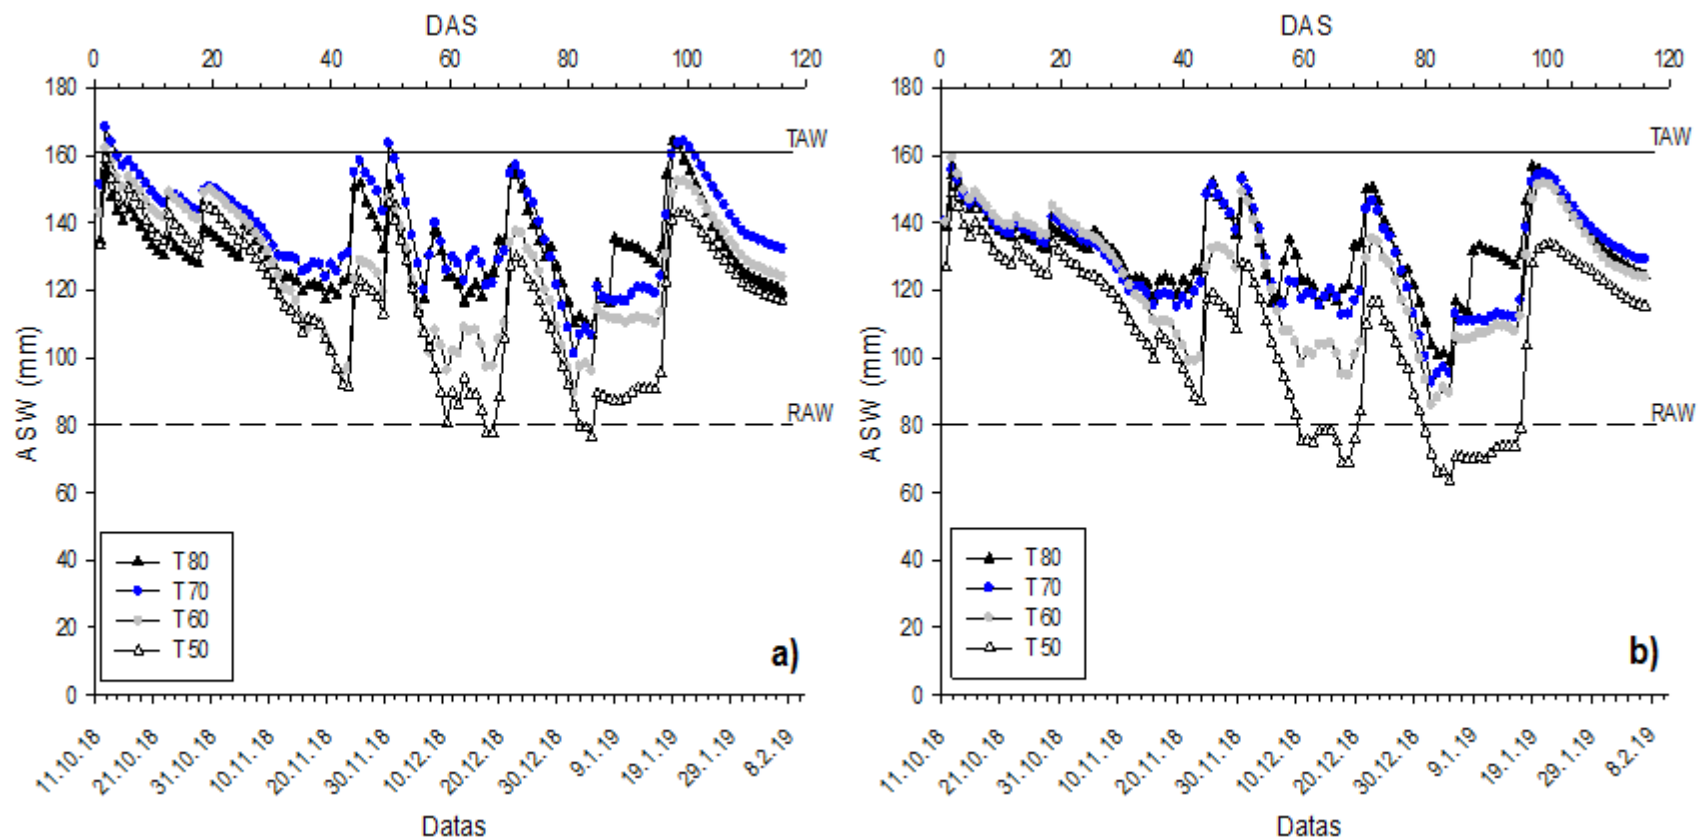 DAS
0 20 40 60 80 100 120
180
160
140
120
100
80
60
40
20
0
ASW (mm)
TAW
RAW
T80
T70
T60
T50
a)
11.10.18 21.10.18 31.10.18 10.11.18 20.11.18 30.11.18 10.12.18 20.12.18 30.12.18 9.1.19 19.1.19 29.1.19 8.2.19
Datas
DAS
0 20 40 60 80 100 120
180
160
140
120
100
80
60
40
20
0
ASW (mm)
TAW
RAW
T80
T70
T60
T50
b)
11.10.18 21.10.18 31.10.18 10.11.18 20.11.18 30.11.18 10.12.18 20.12.18 30.12.18 9.1.19 19.1.19 29.1.19 8.2.19
Datas